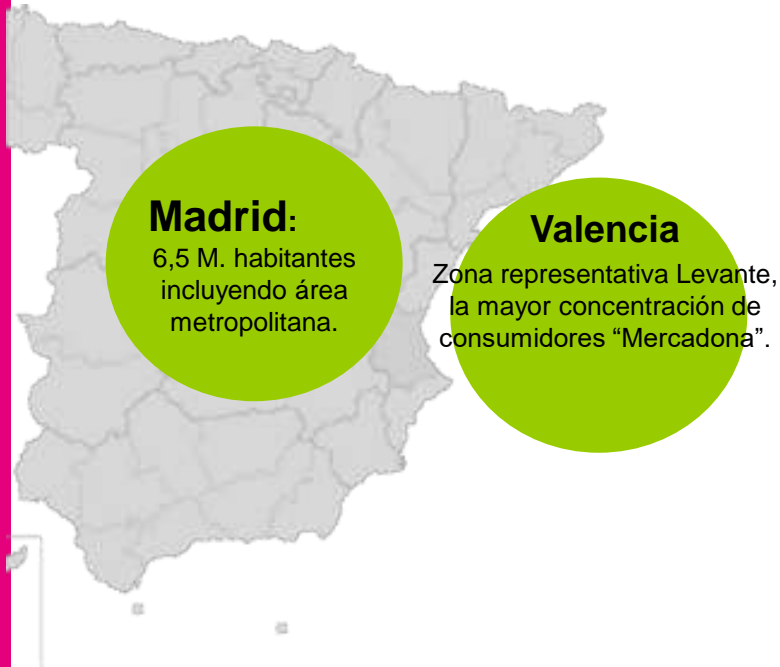 Madrid:
6,5 M. habitantes
incluyendo área
metropolitana.
Valencia
Zona representativa Levante,
la mayor concentración de
consumidores “Mercadona”.